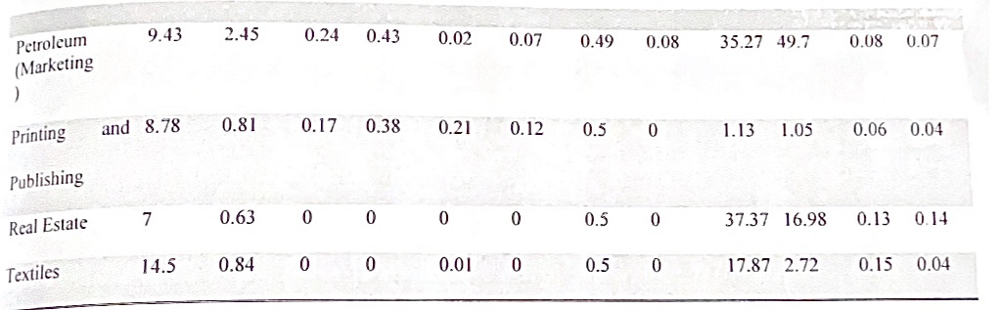 Petroleum 9.43 2.45 0.24 0.43 0.02 0.07 0.49 0.08 35.27 49.7 0.08 0.07
(Marketing
)
Printing and 8.78 0.81 0.17 0.38 0.21 0.12 0.5 0 1.13 1.05 0.06 0.04
Publishing
Real Estate 7 0.63 0 0 0 0 0.5 0 37.37 16.98 0.13 0.14
Textiles 14.5 0.84 0 0 0.01 0 0.5 0 17.87 2.72 0.15 0.04